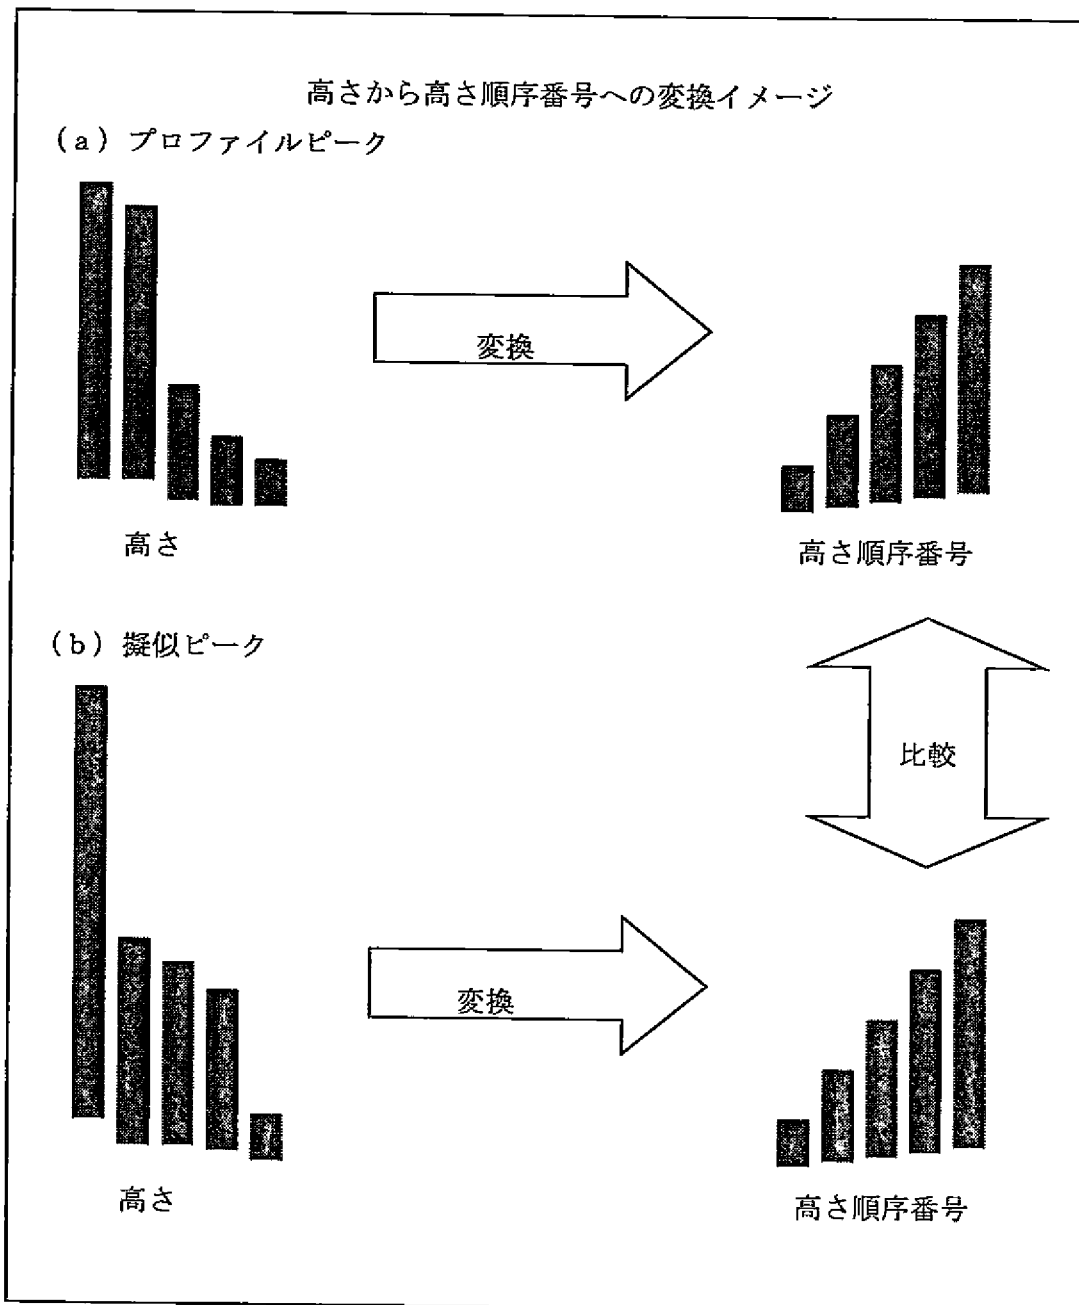 高さから高さ順序番号への変換イメージ
(a) プロファイルピーク
変換
高さ
高さ順序番号
(b) 擬似ピーク
比較
変換
高さ
高さ順序番号